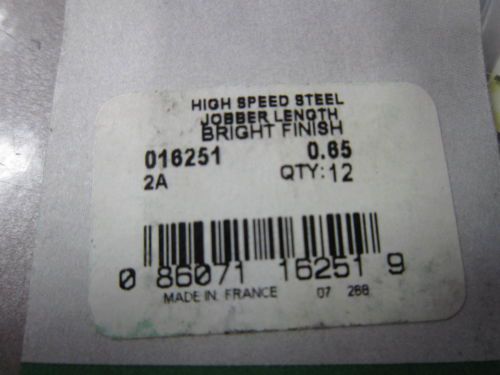 HIGH SPEED STEEL
JOBBER LENGTH
BRIGHT FINISH
016251 0.65
2A QTY: 12
0 86071 16251 9
MADE IN FRANCE 07 268